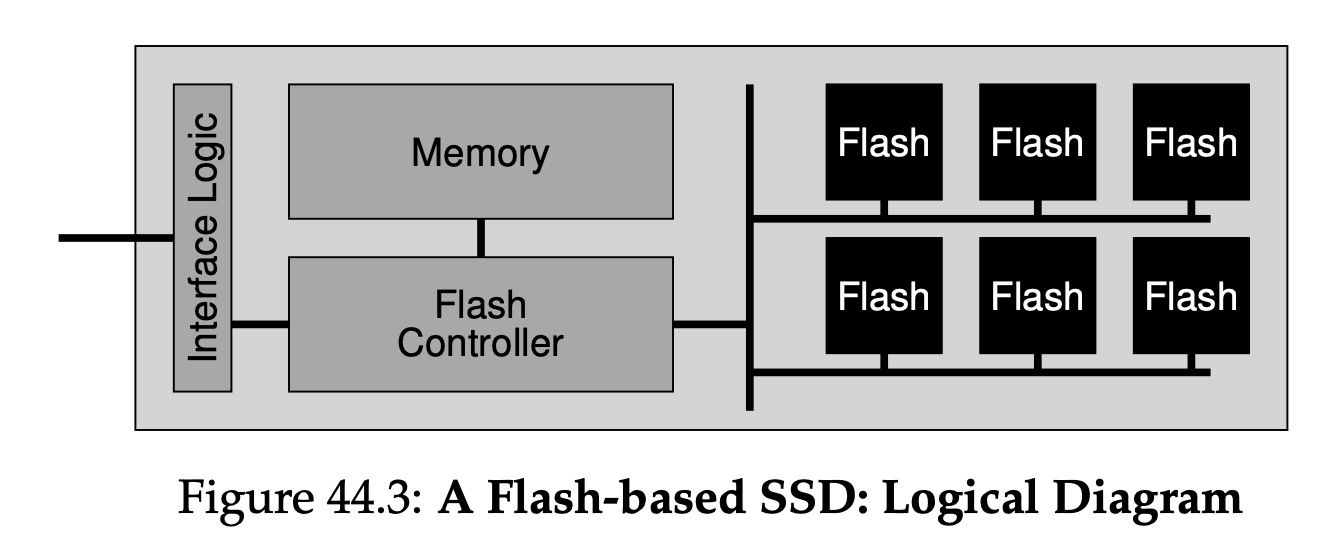 Interface Logic
Memory
Flash
Controller
Flash Flash Flash
Flash Flash Flash
Figure 44.3: A Flash-based SSD: Logical Diagram